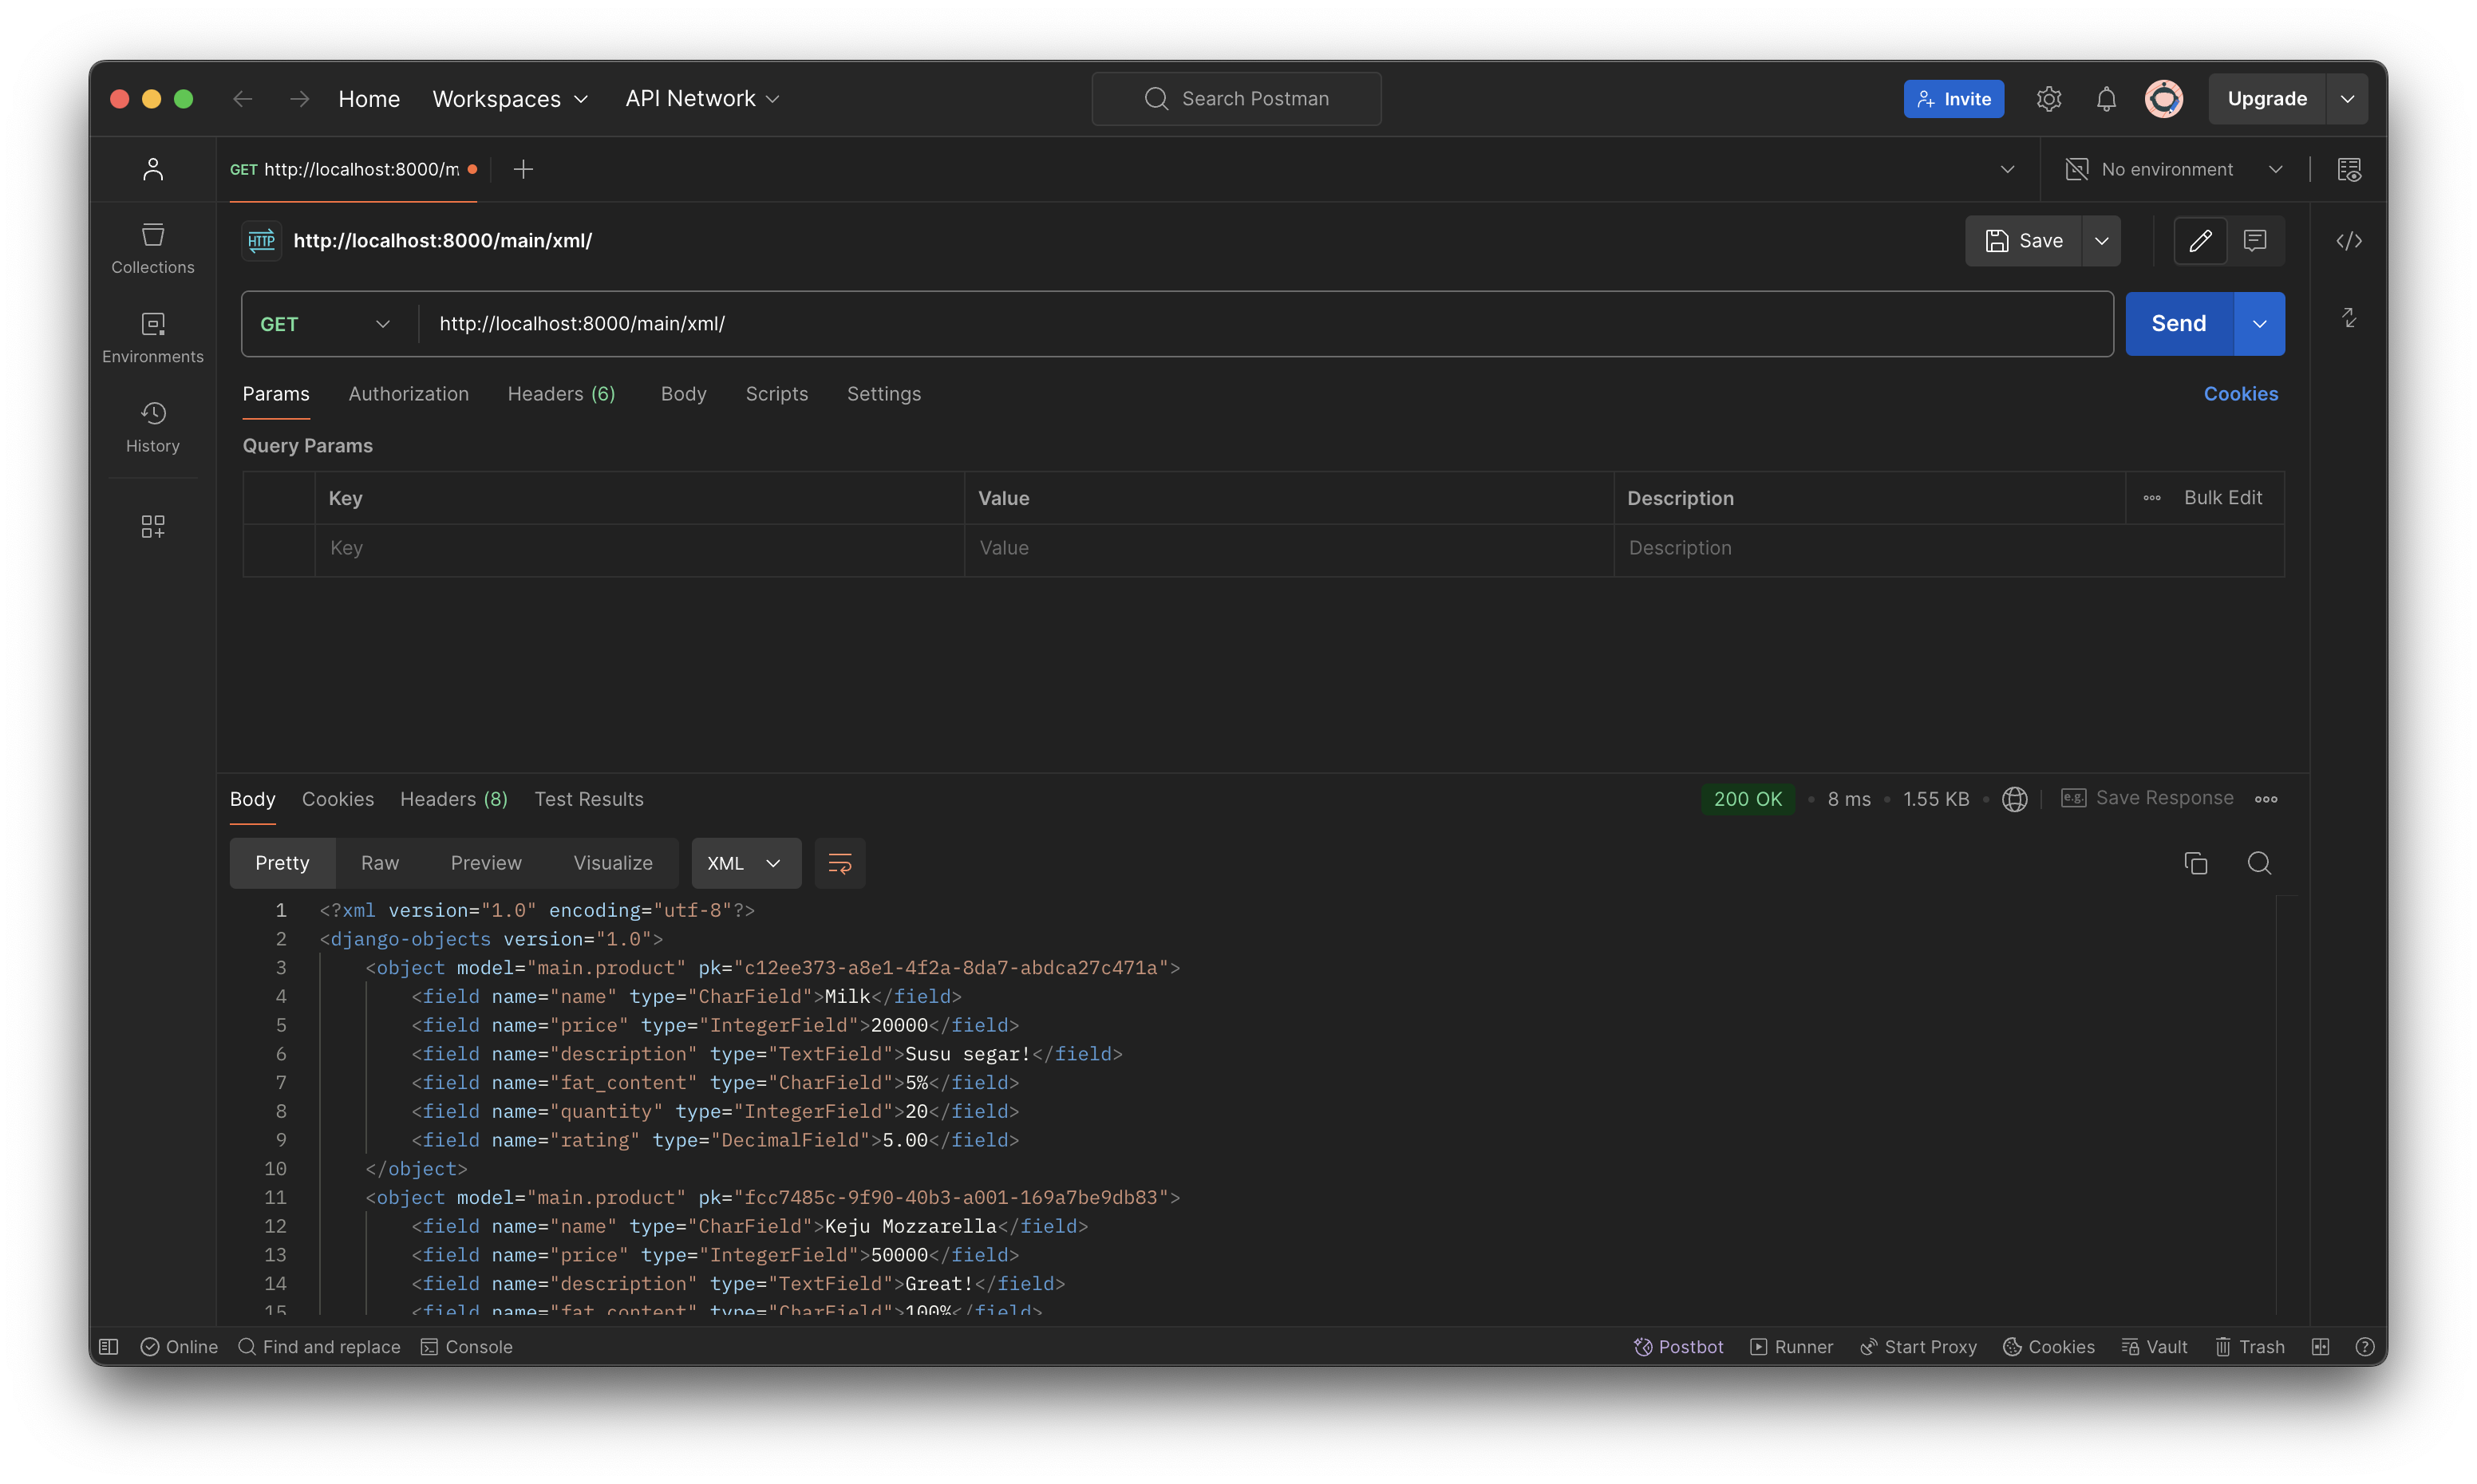 Home Workspaces API Network Search Postman Invite Upgrade
GET http://localhost:8000/m No environment
HTTP http://localhost:8000/main/xml/ Save
Collections
Environments
History
GET http://localhost:8000/main/xml/ Send
Params Authorization Headers (6) Body Scripts Settings Cookies
Query Params
Key Value Description Bulk Edit
Key Value Description
Body Cookies Headers (8) Test Results 200 OK 8 ms 1.55 KB e.g. Save Response
Pretty Raw Preview Visualize XML
1 <?xml version="1.0" encoding="utf-8"?>
2 <django-objects version="1.0">
3 <object model="main.product" pk="c12ee373-a8e1-4f2a-8da7-abdca27c471a">
4 <field name="name" type="CharField">Milk</field>
5 <field name="price" type="IntegerField">20000</field>
6 <field name="description" type="TextField">Susu segar!</field>
7 <field name="fat_content" type="CharField">5%</field>
8 <field name="quantity" type="IntegerField">20</field>
9 <field name="rating" type="DecimalField">5.00</field>
10 </object>
11 <object model="main.product" pk="fcc7485c-9f90-40b3-a001-169a7be9db83">
12 <field name="name" type="CharField">Keju Mozzarella</field>
13 <field name="price" type="IntegerField">50000</field>
14 <field name="description" type="TextField">Great!</field>
15 <field name="fat_content" type="CharField">100%</field>
Online Find and replace Console Postbot Runner Start Proxy Cookies Vault Trash